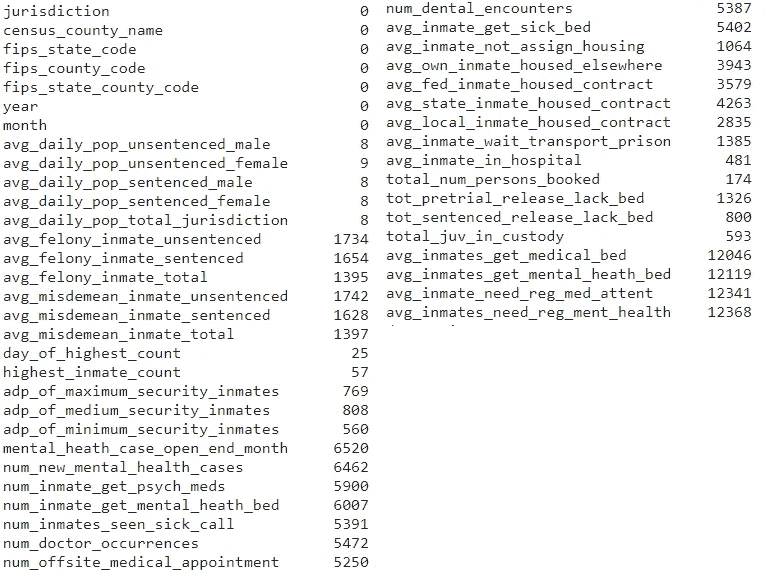 jurisdiction 0
census_county_name 0
fips_state_code 0
fips_county_code 0
fips_state_county_code 0
year 0
month 0
avg_daily_pop_unsentenced_male 8
avg_daily_pop_unsentenced_female 9
avg_daily_pop_sentenced_male 8
avg_daily_pop_sentenced_female 8
avg_daily_pop_total_jurisdiction 8
avg_felony_inmate_unsentenced 1734
avg_felony_inmate_sentenced 1654
avg_felony_inmate_total 1395
avg_misdemean_inmate_unsentenced 1742
avg_misdemean_inmate_sentenced 1628
avg_misdemean_inmate_total 1397
day_of_highest_count 25
highest_inmate_count 57
adp_of_maximum_security_inmates 769
adp_of_medium_security_inmates 808
adp_of_minimum_security_inmates 560
mental_heath_case_open_end_month 6520
num_new_mental_health_cases 6462
num_inmate_get_psych_meds 5900
num_inmate_get_mental_heath_bed 6007
num_inmates_seen_sick_call 5391
num_doctor_occurrences 5472
num_offsite_medical_appointment 5250
num_dental_encounters 5387
avg_inmate_get_sick_bed 5402
avg_inmate_not_assign_housing 1064
avg_own_inmate_housed_elsewhere 3943
avg_fed_inmate_housed_contract 3579
avg_state_inmate_housed_contract 4263
avg_local_inmate_housed_contract 2835
avg_inmate_wait_transport_prison 1385
avg_inmate_in_hospital 481
total_num_persons_booked 174
tot_pretrial_release_lack_bed 1326
tot_sentenced_release_lack_bed 800
total_juv_in_custody 593
avg_inmates_get_medical_bed 12046
avg_inmates_get_mental_heath_bed 12119
avg_inmate_need_reg_med_attent 12341
avg_inmates_need_reg_ment_health 12368